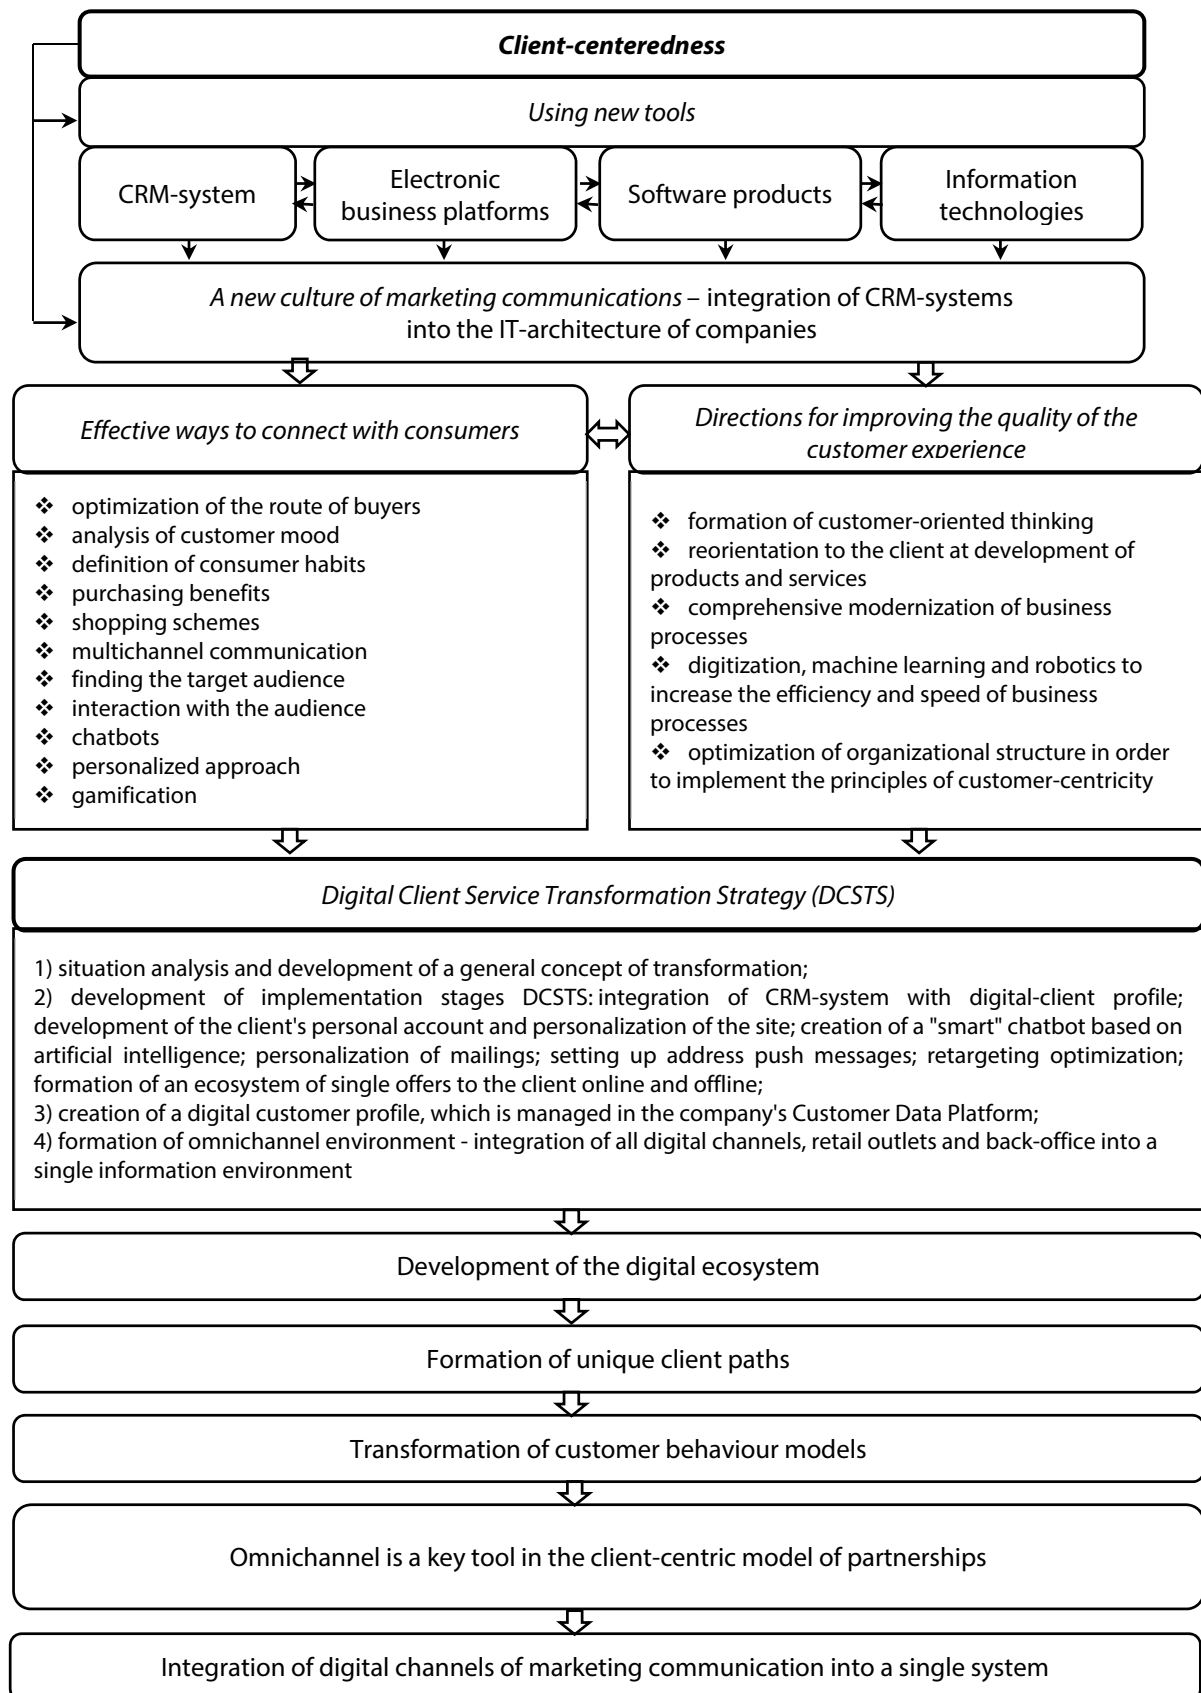 Client-centeredness
Using new tools
CRM-system
Electronic
business platforms
Software products
Information
technologies
A new culture of marketing communications – integration of CRM-systems
into the IT-architecture of companies
Effective ways to connect with consumers
Directions for improving the quality of the
customer experience
❖ optimization of the route of buyers
❖ analysis of customer mood
❖ definition of consumer habits
❖ purchasing benefits
❖ shopping schemes
❖ multichannel communication
❖ finding the target audience
❖ interaction with the audience
❖ chatbots
❖ personalized approach
❖ gamification
❖ formation of customer-oriented thinking
❖ reorientation to the client at development of
products and services
❖ comprehensive modernization of business
processes
❖ digitization, machine learning and robotics to
increase the efficiency and speed of business
processes
❖ optimization of organizational structure in order
to implement the principles of customer-centricity
Digital Client Service Transformation Strategy (DCSTS)
1) situation analysis and development of a general concept of transformation;
2) development of implementation stages DCSTS: integration of CRM-system with digital-client profile;
development of the client's personal account and personalization of the site; creation of a "smart" chatbot based on
artificial intelligence; personalization of mailings; setting up address push messages; retargeting optimization;
formation of an ecosystem of single offers to the client online and offline;
3) creation of a digital customer profile, which is managed in the company's Customer Data Platform;
4) formation of omnichannel environment - integration of all digital channels, retail outlets and back-office into a
single information environment
Development of the digital ecosystem
Formation of unique client paths
Transformation of customer behaviour models
Omnichannel is a key tool in the client-centric model of partnerships
Integration of digital channels of marketing communication into a single system